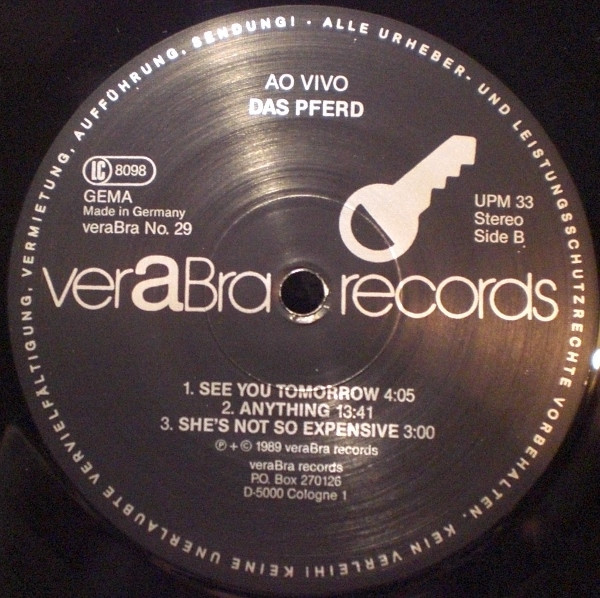 AO VIVO
DAS PFERD
LC 8098
GEMA
Made in Germany
veraBra No. 29
UPM 33
Stereo
Side B
veraBra records
1. SEE YOU TOMORROW 4:05
2. ANYTHING 13:41
3. SHE'S NOT SO EXPENSIVE 3:00
℗ + © 1989 veraBra records
veraBra records
P.O. Box 270126
D-5000 Cologne 1
ALLE URHEBER- UND LEISTUNGSSCHUTZRECHTE VORBEHALTEN. KEIN VERLEIH! KEINE UNERLAUBTE VERVIELFÄLTIGUNG, VERMIETUNG, AUFFÜHRUNG, SENDUNG! ·